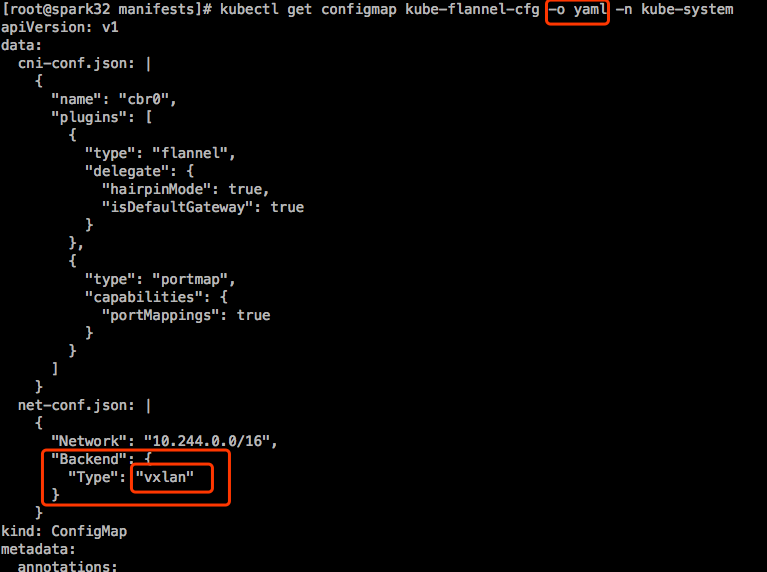 [root@spark32 manifests]# kubectl get configmap kube-flannel-cfg -o yaml -n kube-system
apiVersion: v1
data:
  cni-conf.json: |
    {
      "name": "cbr0",
      "plugins": [
        {
          "type": "flannel",
          "delegate": {
            "hairpinMode": true,
            "isDefaultGateway": true
          }
        },
        {
          "type": "portmap",
          "capabilities": {
            "portMappings": true
          }
        }
      ]
    }
  net-conf.json: |
    {
      "Network": "10.244.0.0/16",
      "Backend": {
        "Type": "vxlan"
      }
    }
kind: ConfigMap
metadata:
  annotations: